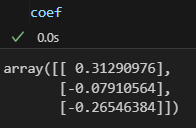 coef
0.0s
array([[ 0.31290976],
[-0.07910564],
[-0.26546384]])